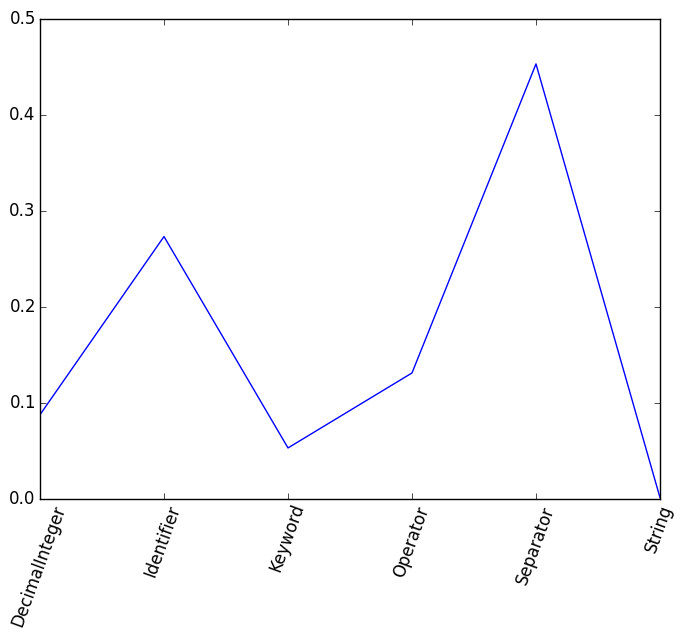 0.5
0.4
0.3
0.2
0.1
0.0
DecimalInteger
Identifier
Keyword
Operator
Separator
String